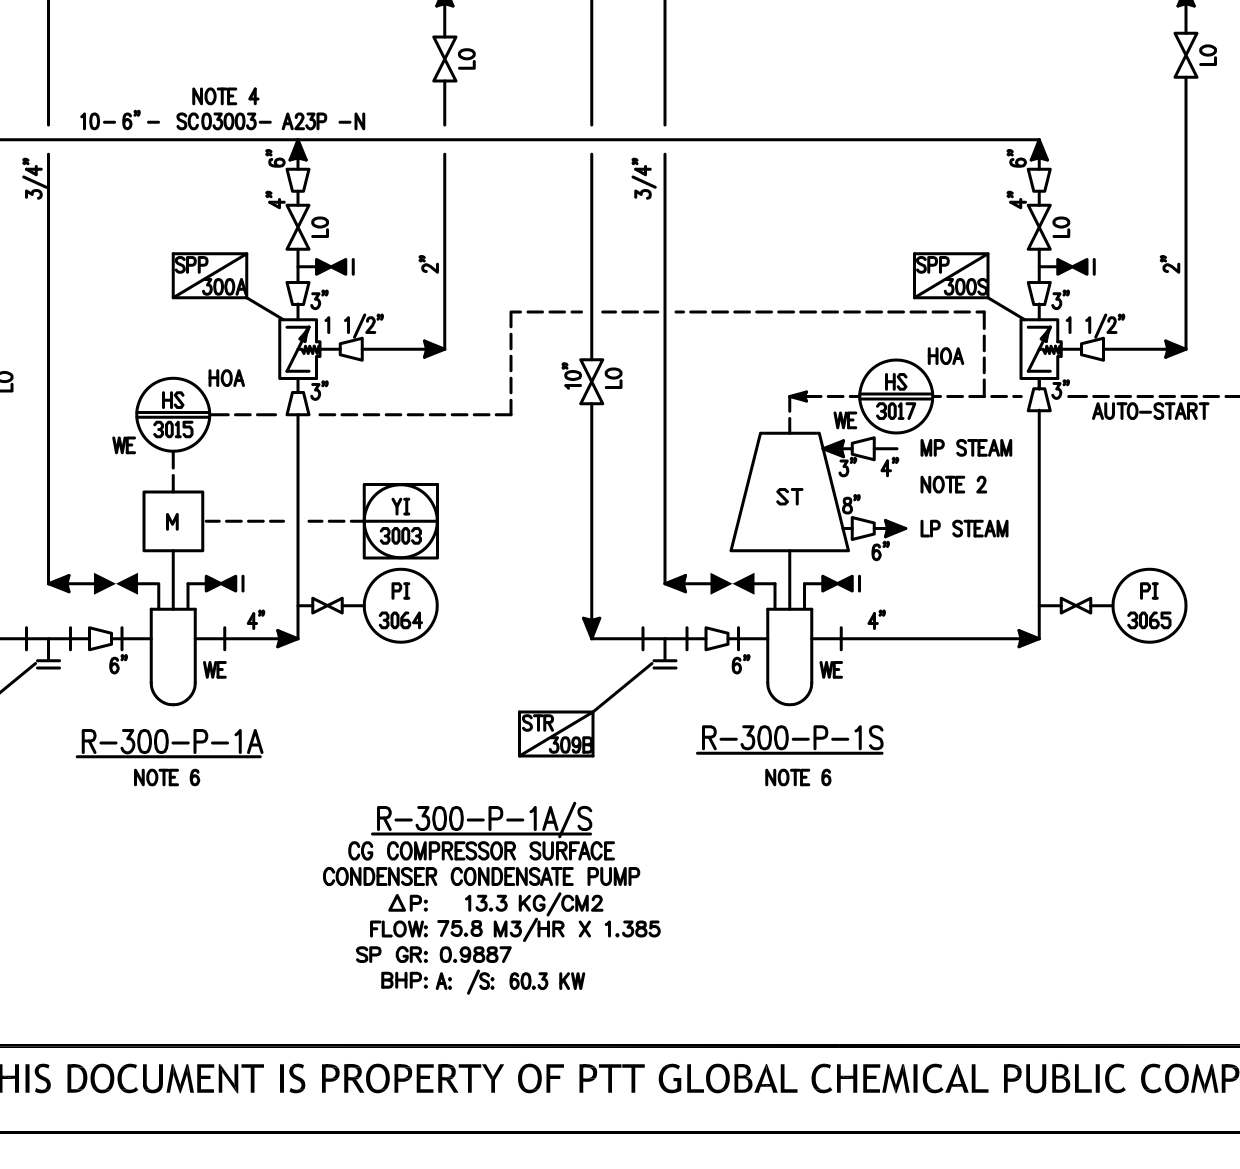 LO
LO
NOTE 4
10-6"- SC03003- A23P -N
3/4"
6"
4"
LO
SPP
300A
3"
1 1/2"
3"
2"
3/4"
6"
4"
LO
SPP
300S
3"
1 1/2"
3"
2"
LO
HOA
HS
3015
WE
10"
LO
HOA
HS
3017
WE
AUTO-START
M
YI
3003
ST
3"
4"
MP STEAM
NOTE 2
8"
6"
LP STEAM
PI
3064
PI
3065
4"
6"
WE
4"
6"
WE
STR
309B
R-300-P-1A
NOTE 6
R-300-P-1S
NOTE 6
R-300-P-1A/S
CG COMPRESSOR SURFACE
CONDENSER CONDENSATE PUMP
ΔP: 13.3 KG/CM2
FLOW: 75.8 M3/HR X 1.385
SP GR: 0.9887
BHP: A: /S: 60.3 KW
HIS DOCUMENT IS PROPERTY OF PTT GLOBAL CHEMICAL PUBLIC COMP